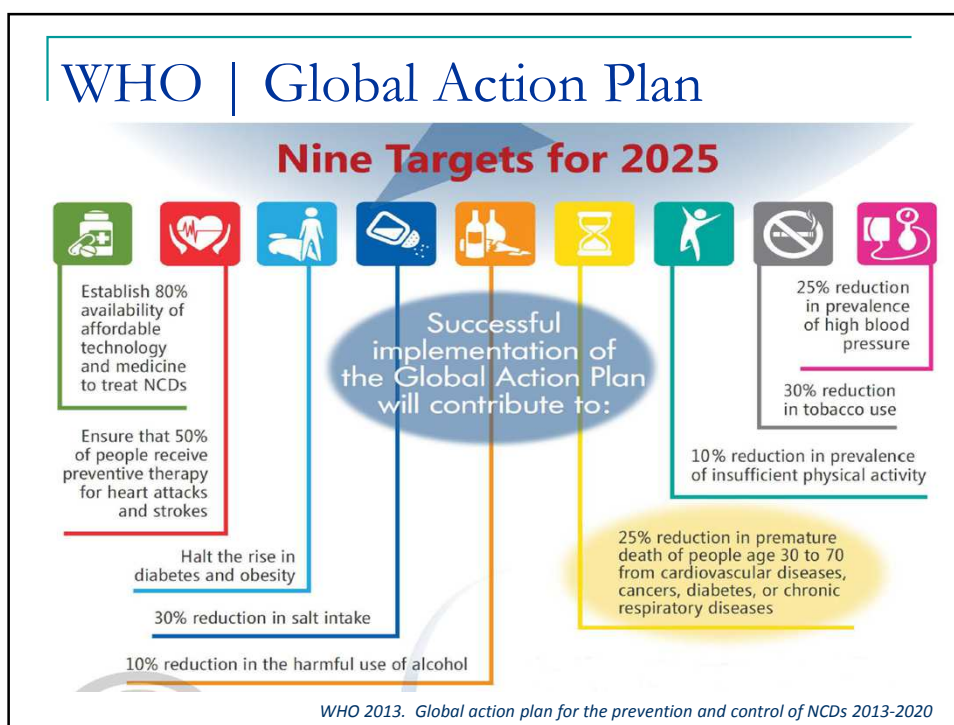 WHO | Global Action Plan
Nine Targets for 2025
Establish 80%
availability of
affordable
technology
and medicine
to treat NCDs
Ensure that 50%
of people receive
preventive therapy
for heart attacks
and strokes
Halt the rise in
diabetes and obesity
30% reduction in salt intake
10% reduction in the harmful use of alcohol
Successful
implementation of
the Global Action Plan
will contribute to:
25% reduction in premature
death of people age 30 to 70
from cardiovascular diseases,
cancers, diabetes, or chronic
respiratory diseases
10% reduction in prevalence
of insufficient physical activity
30% reduction
in tobacco use
25% reduction
in prevalence
of high blood
pressure
WHO 2013. Global action plan for the prevention and control of NCDs 2013-2020